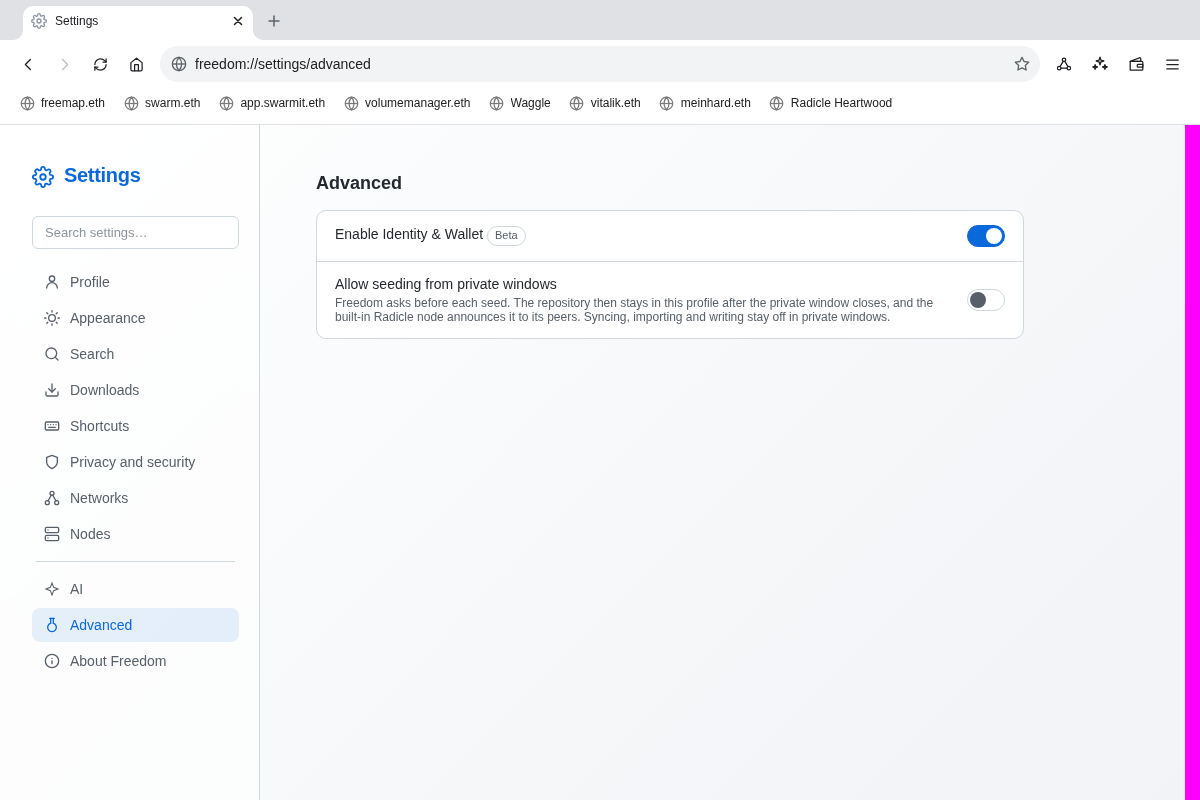 Settings
freedom://settings/advanced
freemap.eth swarm.eth app.swarmit.eth volumemanager.eth Waggle vitalik.eth meinhard.eth Radicle Heartwood
Settings
Search settings…
Profile
Appearance
Search
Downloads
Shortcuts
Privacy and security
Networks
Nodes
AI
Advanced
About Freedom
Advanced
Enable Identity & Wallet Beta
Allow seeding from private windows
Freedom asks before each seed. The repository then stays in this profile after the private window closes, and the
built-in Radicle node announces it to its peers. Syncing, importing and writing stay off in private windows.